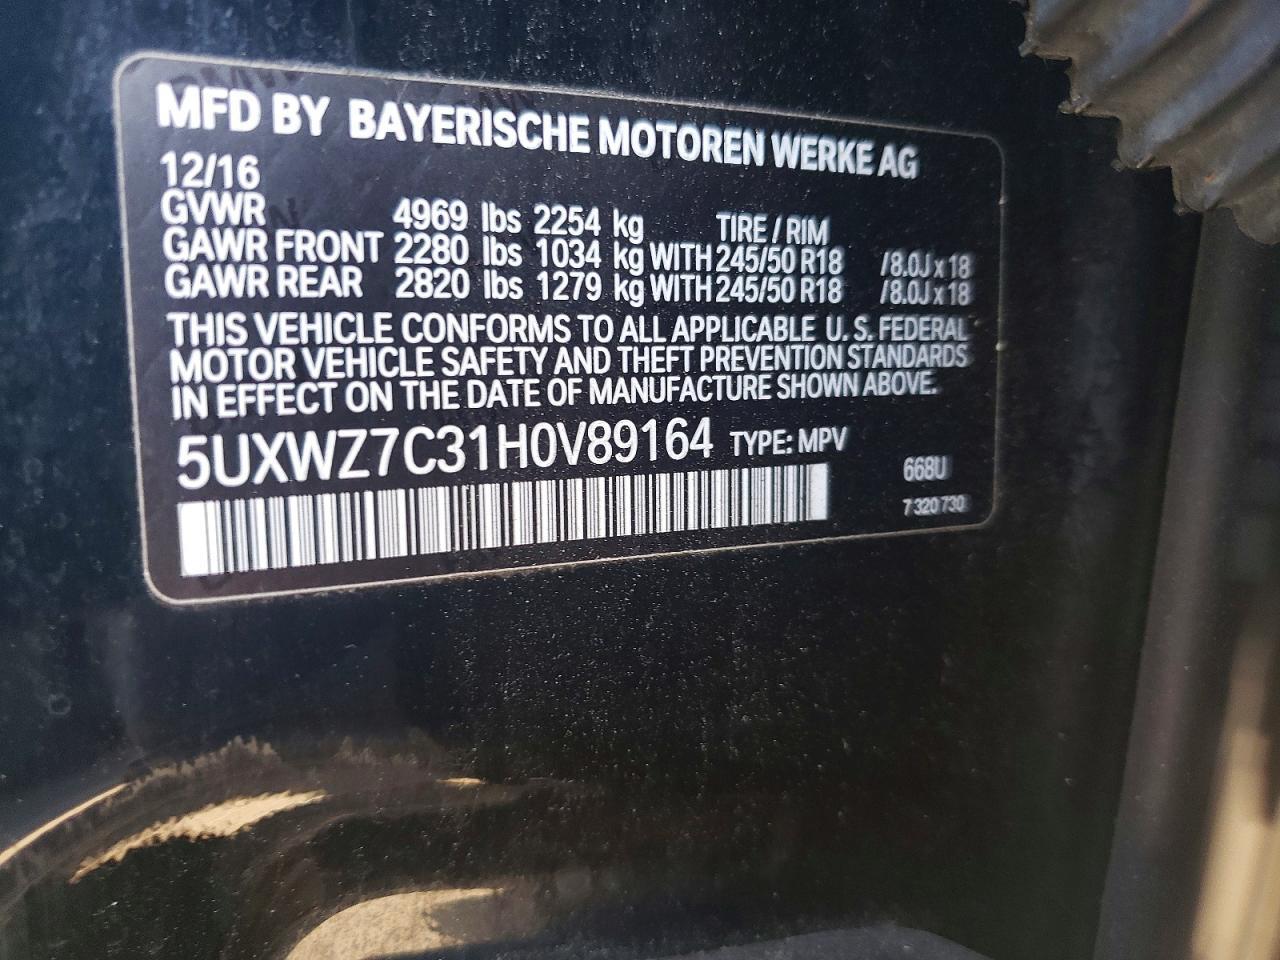 MFD BY BAYERISCHE MOTOREN WERKE AG
12/16
GVWR 4969 lbs 2254 kg TIRE / RIM
GAWR FRONT 2280 lbs 1034 kg WITH 245/50 R18 /8.0J x 18
GAWR REAR 2820 lbs 1279 kg WITH 245/50 R18 /8.0J x 18
THIS VEHICLE CONFORMS TO ALL APPLICABLE U. S. FEDERAL
MOTOR VEHICLE SAFETY AND THEFT PREVENTION STANDARDS
IN EFFECT ON THE DATE OF MANUFACTURE SHOWN ABOVE.
5UXWZ7C31H0V89164 TYPE: MPV
668U
7 320 730